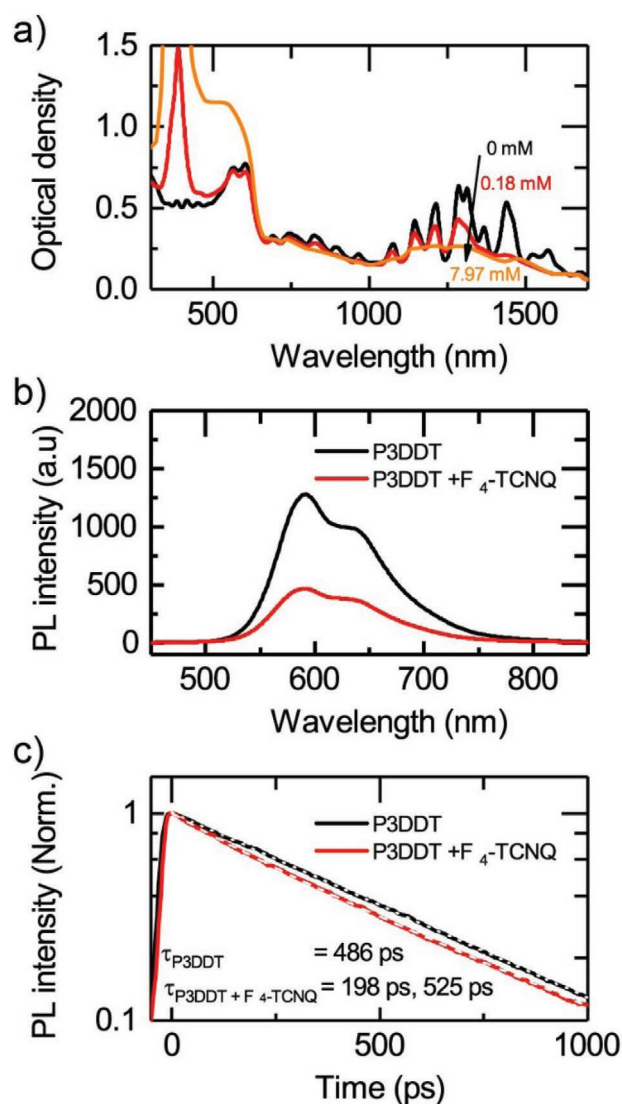 a)
Optical density
1.5
1.0
0.5
0.0
0 mM
0.18 mM
7.97 mM
500
1000
1500
Wavelength (nm)
b)
PL intensity (a.u)
2000
1500
1000
500
0
P3DDT
P3DDT +F 4-TCNQ
500
600
700
800
Wavelength (nm)
c)
PL intensity (Norm.)
1
0.1
P3DDT
P3DDT +F 4-TCNQ
τP3DDT = 486 ps
τP3DDT + F 4-TCNQ = 198 ps, 525 ps
0
500
1000
Time (ps)